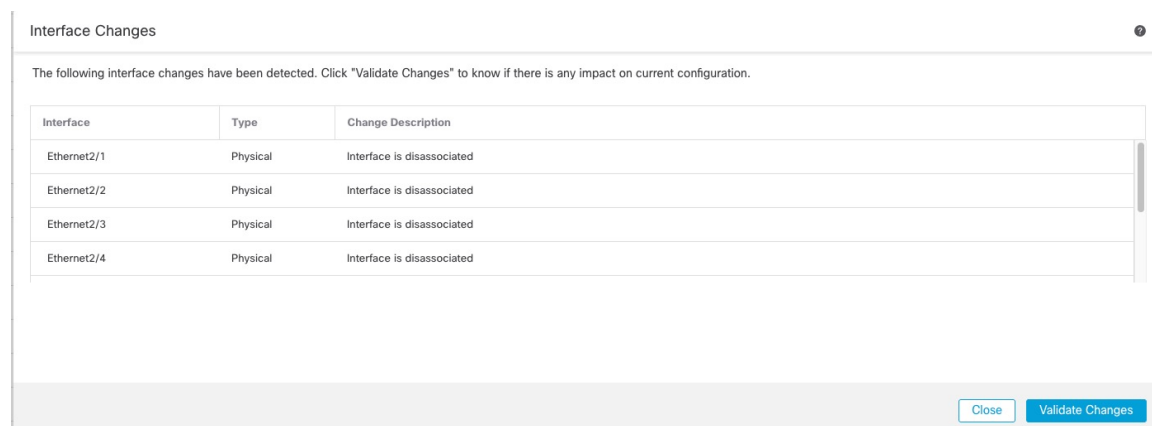 Interface Changes
The following interface changes have been detected. Click "Validate Changes" to know if there is any impact on current configuration.
Interface Type Change Description
Ethernet2/1 Physical Interface is disassociated
Ethernet2/2 Physical Interface is disassociated
Ethernet2/3 Physical Interface is disassociated
Ethernet2/4 Physical Interface is disassociated
Close Validate Changes